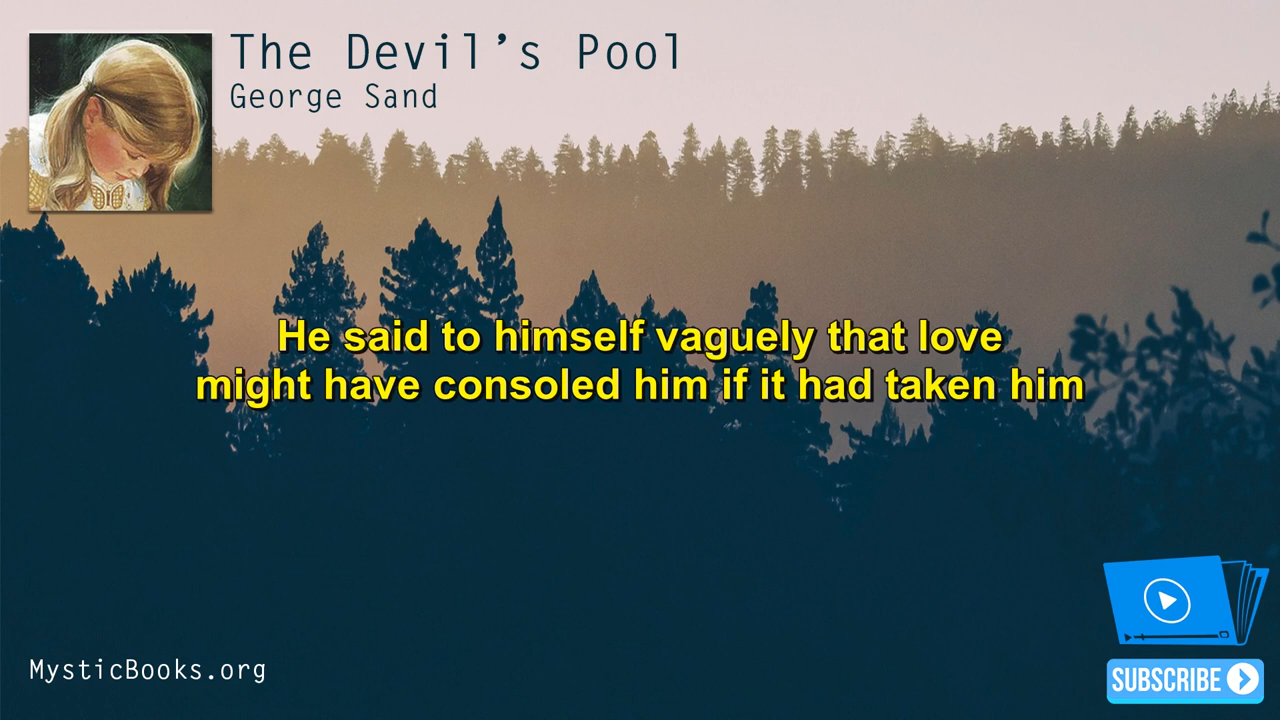 The Devil’s Pool
George Sand
He said to himself vaguely that love
might have consoled him if it had taken him
MysticBooks.org
SUBSCRIBE